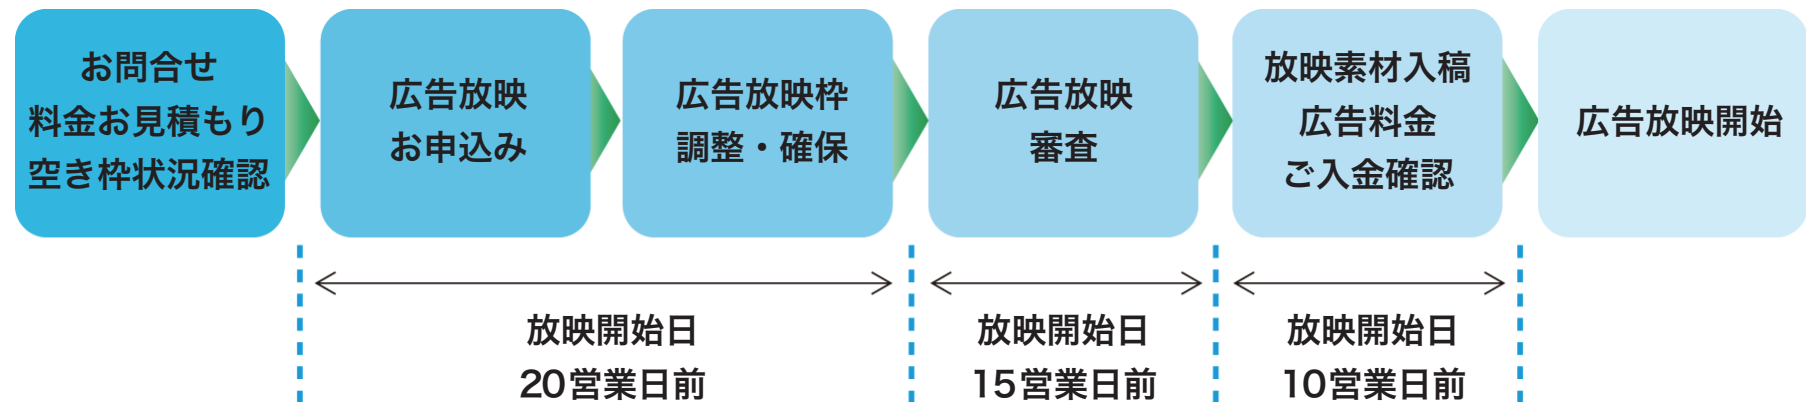 お問合せ
料金お見積もり
空き枠状況確認
広告放映
お申込み
広告放映枠
調整・確保
広告放映
審査
放映素材入稿
広告料金
ご入金確認
広告放映開始
放映開始日
20営業日前
放映開始日
15営業日前
放映開始日
10営業日前